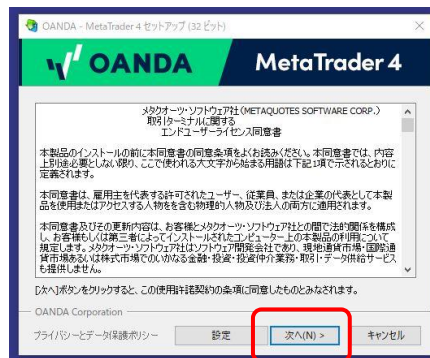 OANDA - MetaTrader 4 セットアップ (32 ビット)
OANDA
MetaTrader 4
メタクオーツ・ソフトウェア社(METAQUOTES SOFTWARE CORP.)
取引ターミナルに関する
エンドユーザーライセンス同意書
本製品のインストールの前に本同意書の同意条項をよくお読みください。本同意書では、内容
上別途必要としない限り、ここで使われる大文字から始まる用語は下記1項で示されるとおりに
定義されます。
本同意書は、雇用主を代表する許可されたユーザー、従業員、または企業の代表として本製
品を使用またはアクセスする人物をを含む物理的人物及び法人の両方に適用されます。
本同意書及びその更新内容は、お客様とメタクオーツ・ソフトウェア社との間で法的関係を構成
し、お客様もしくは第三者によってインストールされたコンピューター上の本製品の利用について
規定します。メタクオーツ・ソフトウェア社はソフトウェア開発会社であり、現地通貨市場・国際通
貨市場あるいは株式市場でのいかなる金融・投資・投資仲介業務・取引・データ供給サービス
も提供しません。
[次へ]ボタンをクリックすると、この使用許諾契約の条項に同意したものとみなされます。
OANDA Corporation
プライバシーとデータ保護ポリシー
設定
次へ(N) >
キャンセル